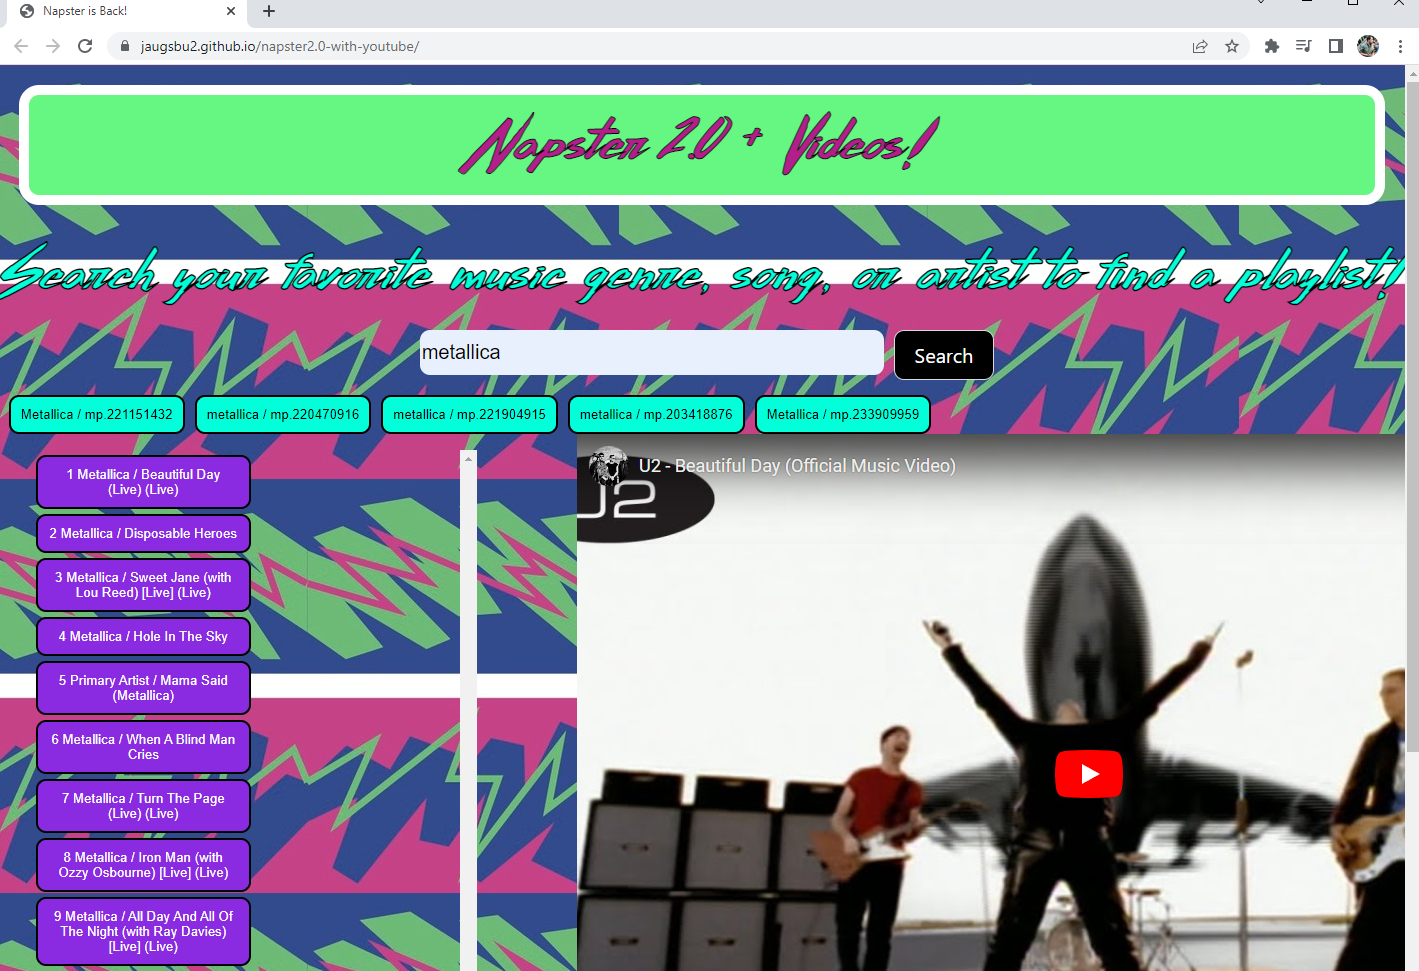 Napster is Back!
jaugsbu2.github.io/napster2.0-with-youtube/
Napster 2.0 + Videos!
Search your favorite music genre, song, or artist to find a playlist!
metallica
Search
Metallica / mp.221151432
metallica / mp.220470916
metallica / mp.221904915
metallica / mp.203418876
Metallica / mp.233909959
1 Metallica / Beautiful Day
(Live) (Live)
2 Metallica / Disposable Heroes
3 Metallica / Sweet Jane (with
Lou Reed) [Live] (Live)
4 Metallica / Hole In The Sky
5 Primary Artist / Mama Said
(Metallica)
6 Metallica / When A Blind Man
Cries
7 Metallica / Turn The Page
(Live) (Live)
8 Metallica / Iron Man (with
Ozzy Osbourne) [Live] (Live)
9 Metallica / All Day And All Of
The Night (with Ray Davies)
[Live] (Live)
U2 - Beautiful Day (Official Music Video)
U2